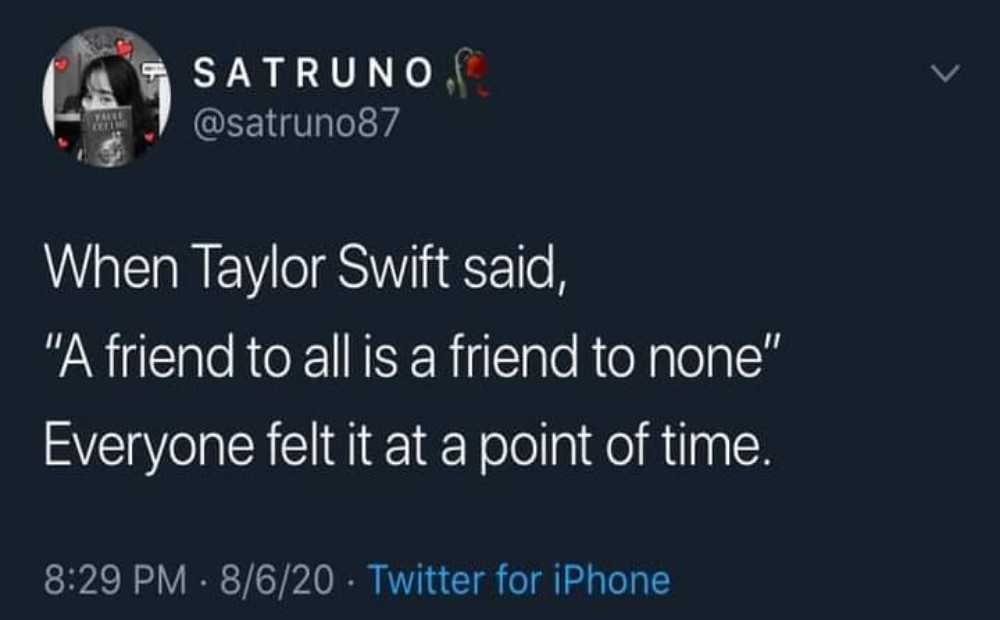 SATRUNO🥀
@satruno87
When Taylor Swift said,
"A friend to all is a friend to none"
Everyone felt it at a point of time.
8:29 PM · 8/6/20 · Twitter for iPhone